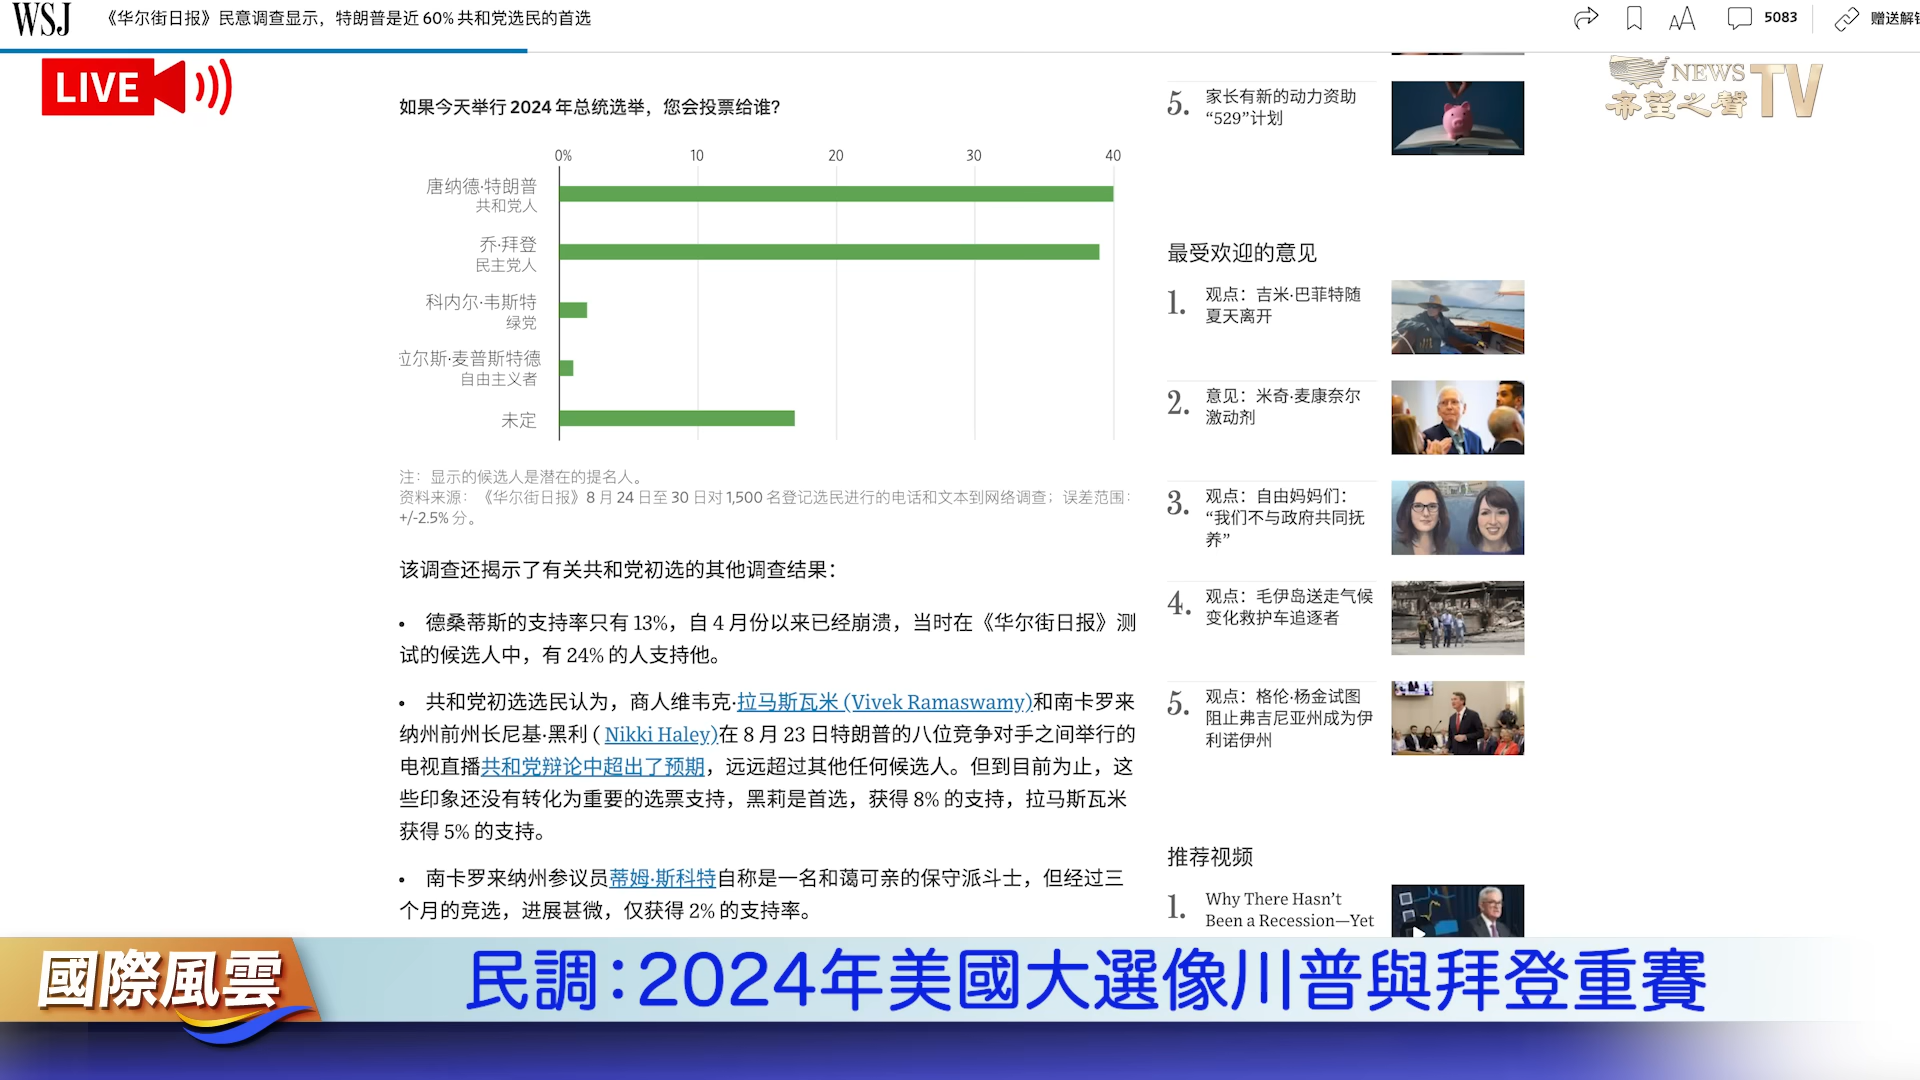 WSJ
《华尔街日报》民意调查显示，特朗普是近 60% 共和党选民的首选
AA
5083
赠送解锁
LIVE
NEWS
希望之聲 TV
如果今天举行 2024 年总统选举，您会投票给谁？
0% 10 20 30 40
唐纳德·特朗普
共和党人
乔·拜登
民主党人
科内尔·韦斯特
绿党
拉尔斯·麦普斯特德
自由主义者
未定
注：显示的候选人是潜在的提名人。
资料来源：《华尔街日报》8 月 24 日至 30 日对 1,500 名登记选民进行的电话和文本到网络调查；误差范围：
+/-2.5% 分。
该调查还揭示了有关共和党初选的其他调查结果：
• 德桑蒂斯的支持率只有 13%，自 4 月份以来已经崩溃，当时在《华尔街日报》测
试的候选人中，有 24% 的人支持他。
• 共和党初选选民认为，商人维韦克·拉马斯瓦米 (Vivek Ramaswamy)和南卡罗来
纳州前州长尼基·黑利 ( Nikki Haley)在 8 月 23 日特朗普的八位竞争对手之间举行的
电视直播共和党辩论中超出了预期，远远超过其他任何候选人。但到目前为止，这
些印象还没有转化为重要的选票支持，黑莉是首选，获得 8% 的支持，拉马斯瓦米
获得 5% 的支持。
• 南卡罗来纳州参议员蒂姆·斯科特自称是一名和蔼可亲的保守派斗士，但经过三
个月的竞选，进展甚微，仅获得 2% 的支持率。
5.
家长有新的动力资助
“529”计划
最受欢迎的意见
1.
观点：吉米·巴菲特随
夏天离开
2.
意见：米奇·麦康奈尔
激动剂
3.
观点：自由妈妈们：
“我们不与政府共同抚
养”
4.
观点：毛伊岛送走气候
变化救护车追逐者
5.
观点：格伦·杨金试图
阻止弗吉尼亚州成为伊
利诺伊州
推荐视频
1.
Why There Hasn’t
Been a Recession—Yet
國際風雲
民調：2024年美國大選像川普與拜登重賽